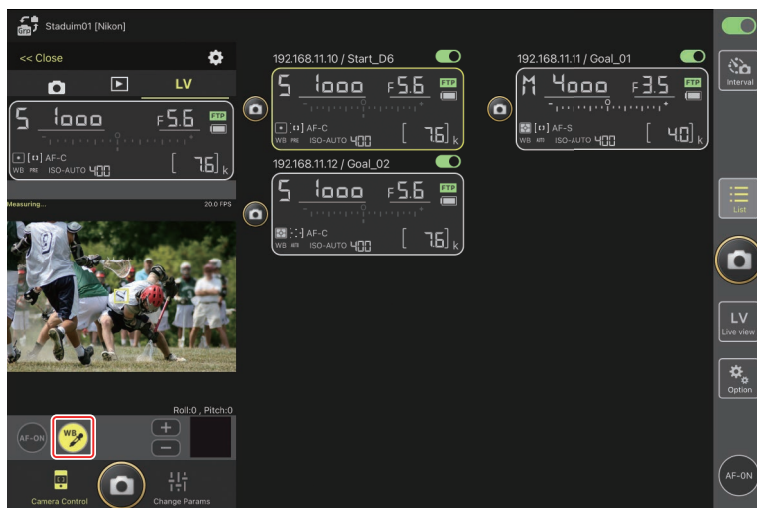 Gro Staduim01 [Nikon]
<< Close
LV
S 1000 F5.6 FTP
[ ] AF-C
WB PRE ISO-AUTO 400 [ 7.6] k
Measuring... 20.0 FPS
Roll:0 , Pitch:0
AF-ON WB + −
Camera Control Change Params
192.168.11.10 / Start_D6
S 1000 F5.6 FTP
[ ] AF-C
WB PRE ISO-AUTO 400 [ 7.6] k
192.168.11.11 / Goal_01
M 4000 F3.5 FTP
[ ] AF-S
WB AUTO ISO-AUTO 400 [ 4.0] k
192.168.11.12 / Goal_02
S 1000 F5.6 FTP
AF-C
WB AUTO ISO-AUTO 400 [ 7.6] k
Interval
List
LV
Live view
Option
AF-ON